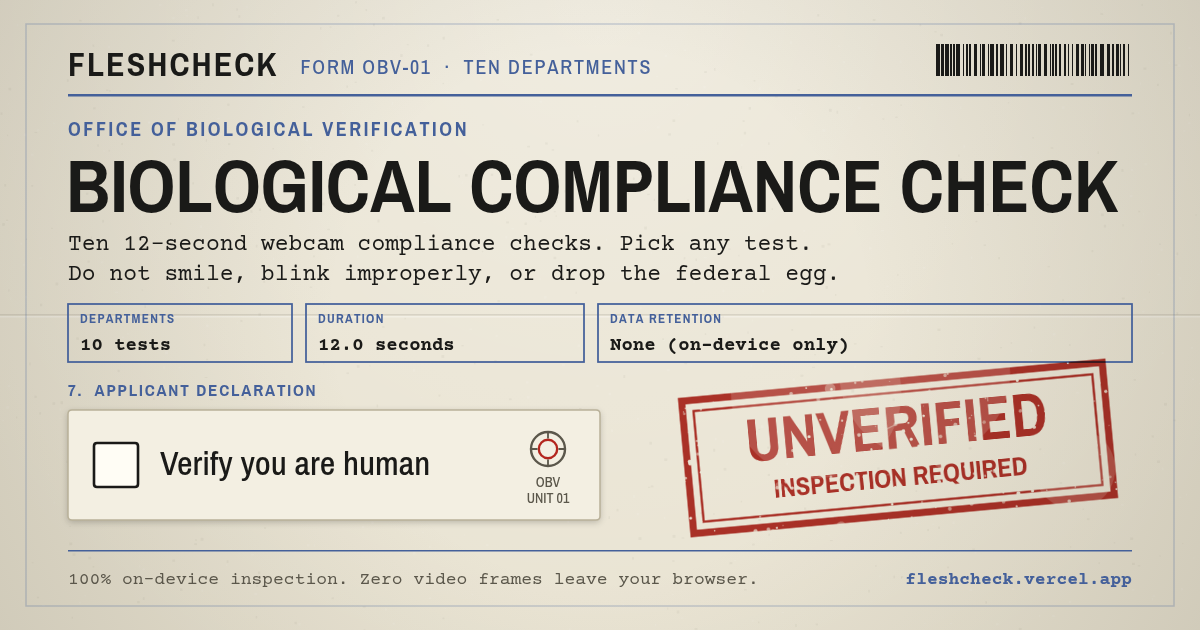 FLESHCHECK FORM OBV-01 · TEN DEPARTMENTS
OFFICE OF BIOLOGICAL VERIFICATION
BIOLOGICAL COMPLIANCE CHECK
Ten 12-second webcam compliance checks. Pick any test.
Do not smile, blink improperly, or drop the federal egg.
DEPARTMENTS
10 tests
DURATION
12.0 seconds
DATA RETENTION
None (on-device only)
7. APPLICANT DECLARATION
Verify you are human
OBV
UNIT 01
UNVERIFIED
INSPECTION REQUIRED
100% on-device inspection. Zero video frames leave your browser.
fleshcheck.vercel.app